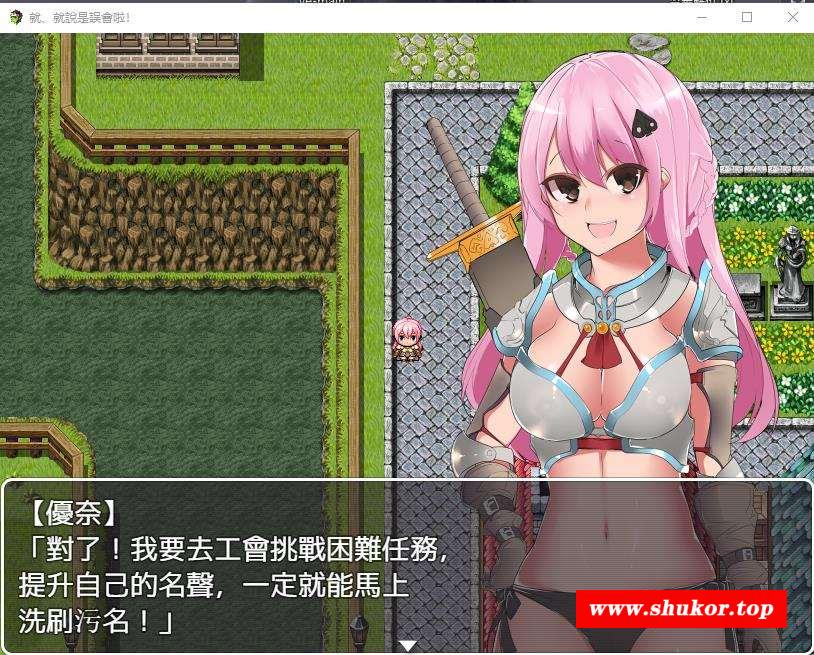 就、就說是誤會啦!
【優奈】
「對了！我要去工會挑戰困難任務，
提升自己的名聲，一定就能馬上
洗刷污名！」
www.shukor.top